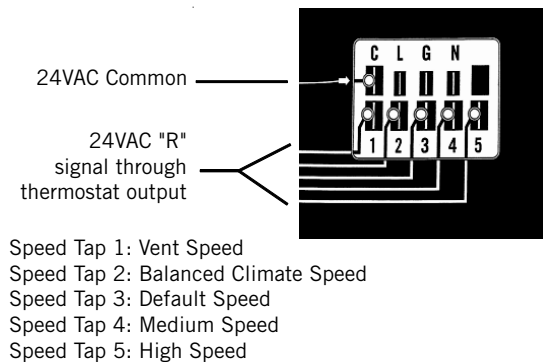 C L G N
24VAC Common
24VAC "R"
signal through
thermostat output
1 2 3 4 5
Speed Tap 1: Vent Speed
Speed Tap 2: Balanced Climate Speed
Speed Tap 3: Default Speed
Speed Tap 4: Medium Speed
Speed Tap 5: High Speed